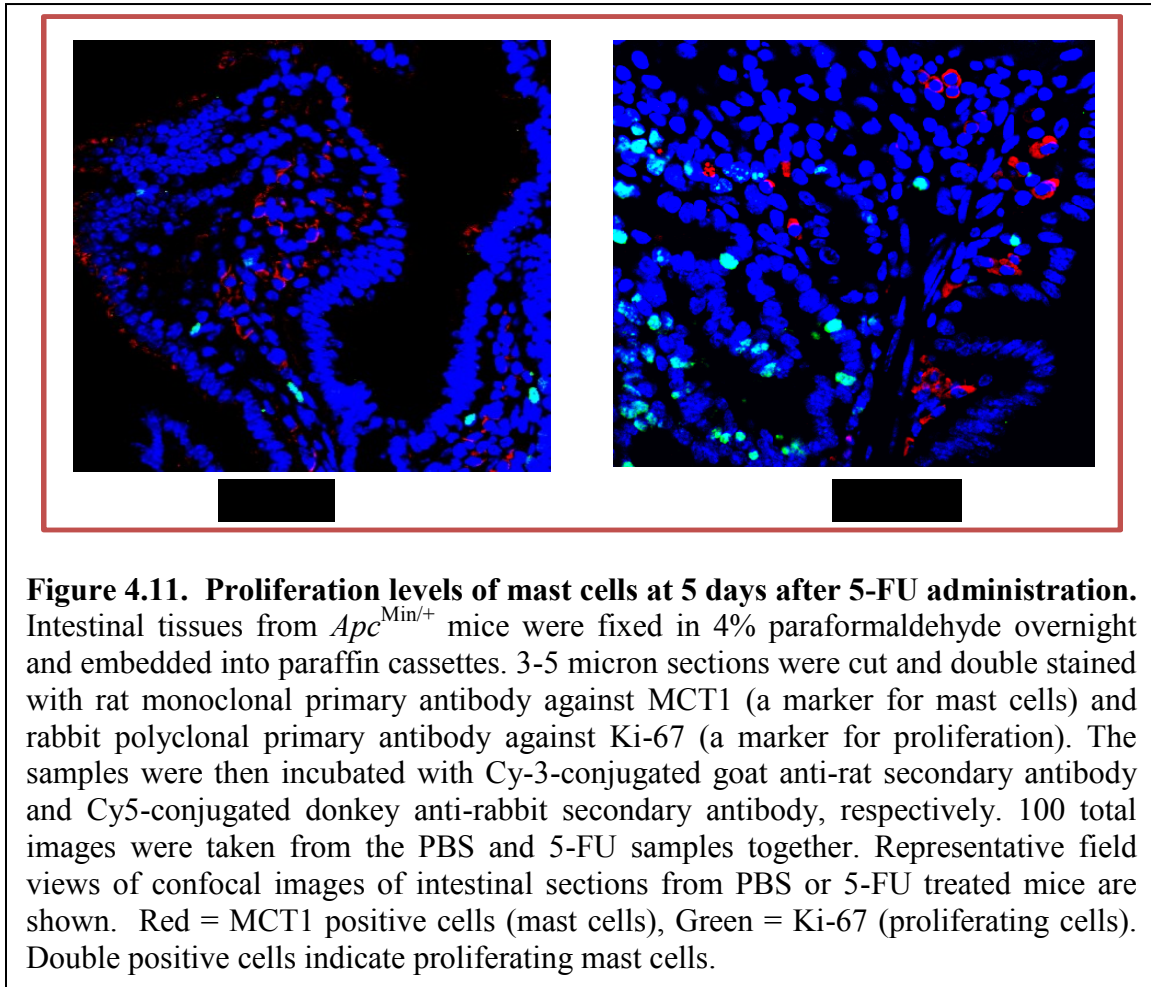 Figure 4.11. Proliferation levels of mast cells at 5 days after 5-FU administration.
Intestinal tissues from Apc^Min/+ mice were fixed in 4% paraformaldehyde overnight
and embedded into paraffin cassettes. 3-5 micron sections were cut and double stained
with rat monoclonal primary antibody against MCT1 (a marker for mast cells) and
rabbit polyclonal primary antibody against Ki-67 (a marker for proliferation). The
samples were then incubated with Cy-3-conjugated goat anti-rat secondary antibody
and Cy5-conjugated donkey anti-rabbit secondary antibody, respectively. 100 total
images were taken from the PBS and 5-FU samples together. Representative field
views of confocal images of intestinal sections from PBS or 5-FU treated mice are
shown. Red = MCT1 positive cells (mast cells), Green = Ki-67 (proliferating cells).
Double positive cells indicate proliferating mast cells.